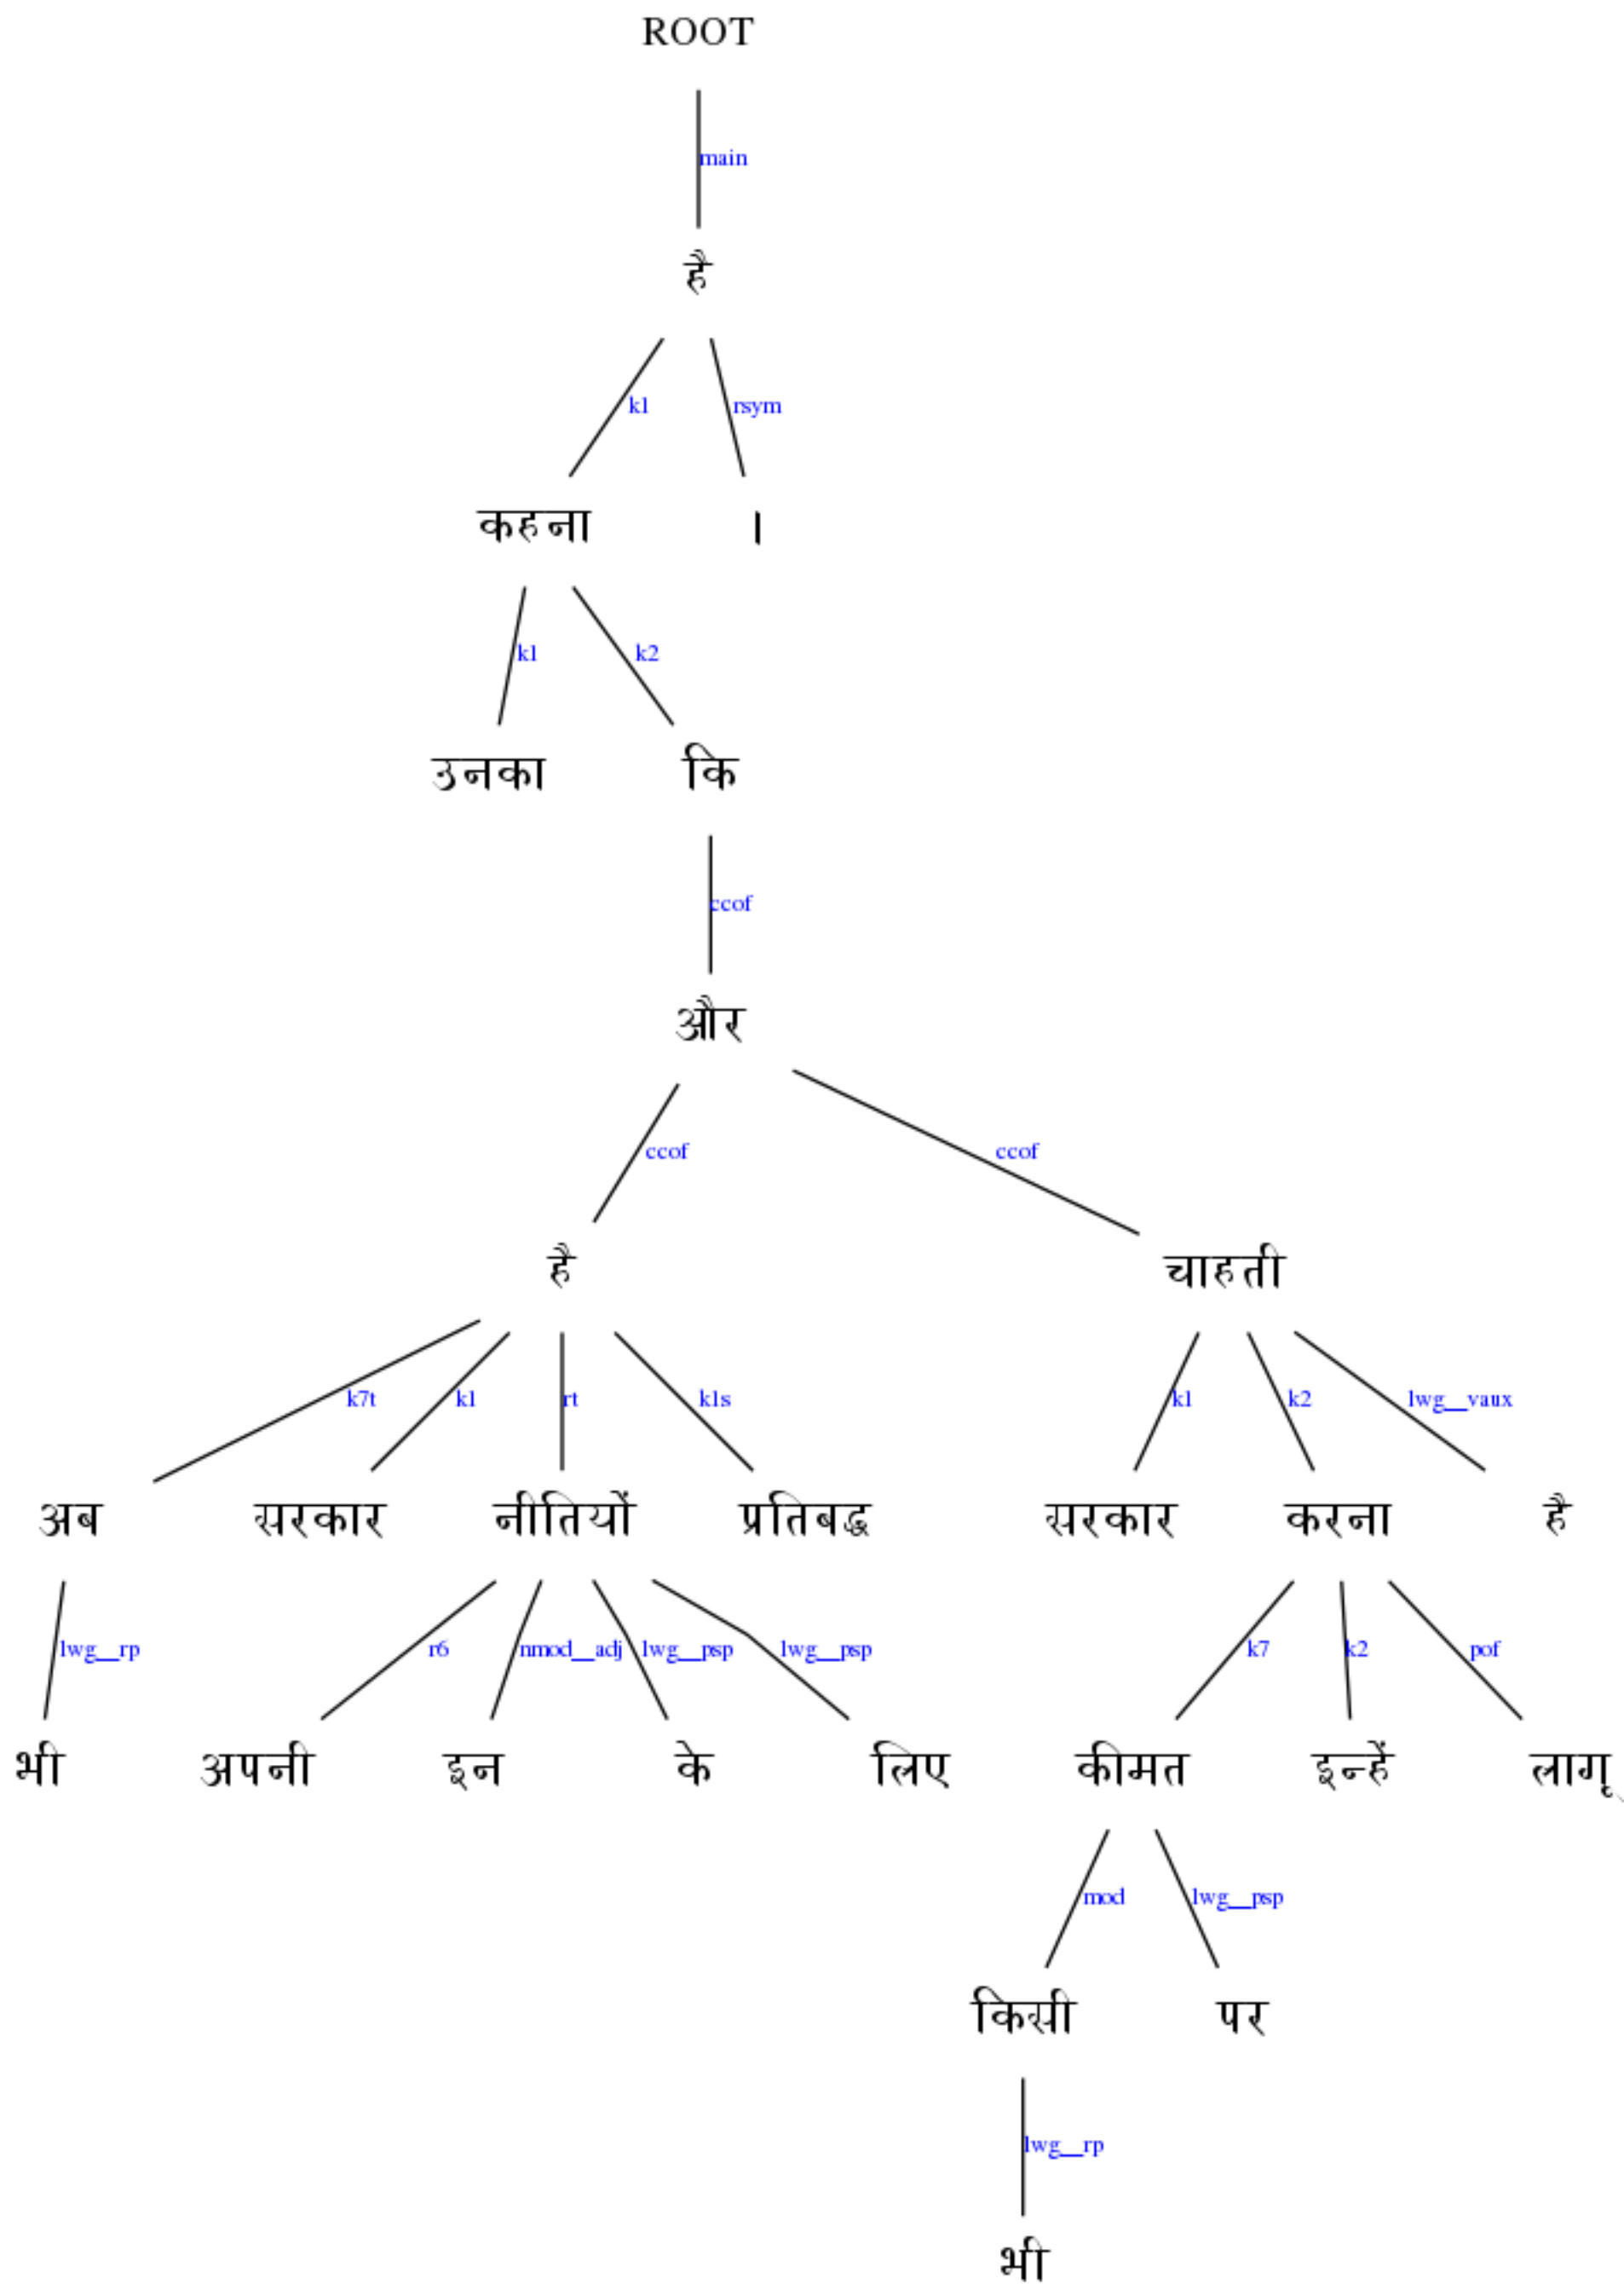 ROOT
main
है
k1 rsym
कहना ।
k1 k2
उनका कि
ccof
और
ccof ccof
है चाहती
k7t k1 rt k1s k1 k2 lwg__vaux
अब सरकार नीतियों प्रतिबद्ध सरकार करना है
lwg__rp r6 nmod__adj lwg__psp lwg__psp k7 k2 pof
भी अपनी इन के लिए कीमत इन्हें लागू
mod lwg__psp
किसी पर
lwg__rp
भी